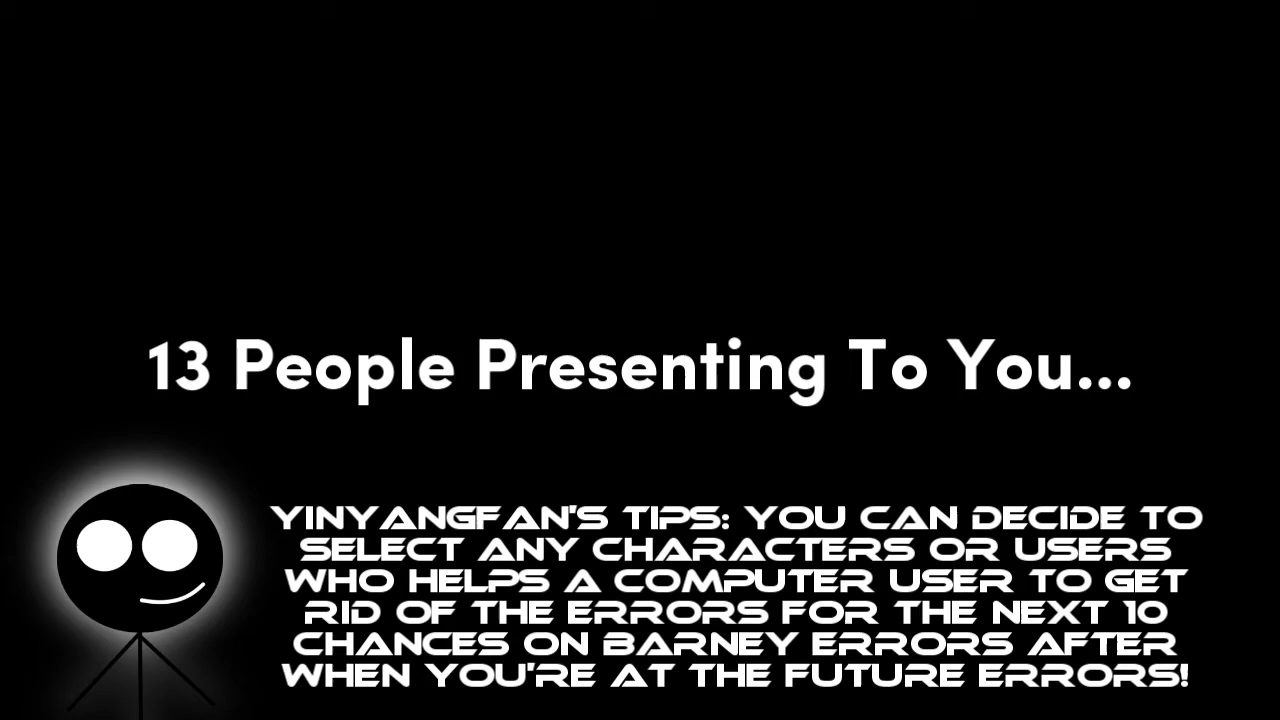 13 People Presenting To You...
YINYANGFAN'S TIPS: YOU CAN DECIDE TO
SELECT ANY CHARACTERS OR USERS
WHO HELPS A COMPUTER USER TO GET
RID OF THE ERRORS FOR THE NEXT 10
CHANCES ON BARNEY ERRORS AFTER
WHEN YOU'RE AT THE FUTURE ERRORS!